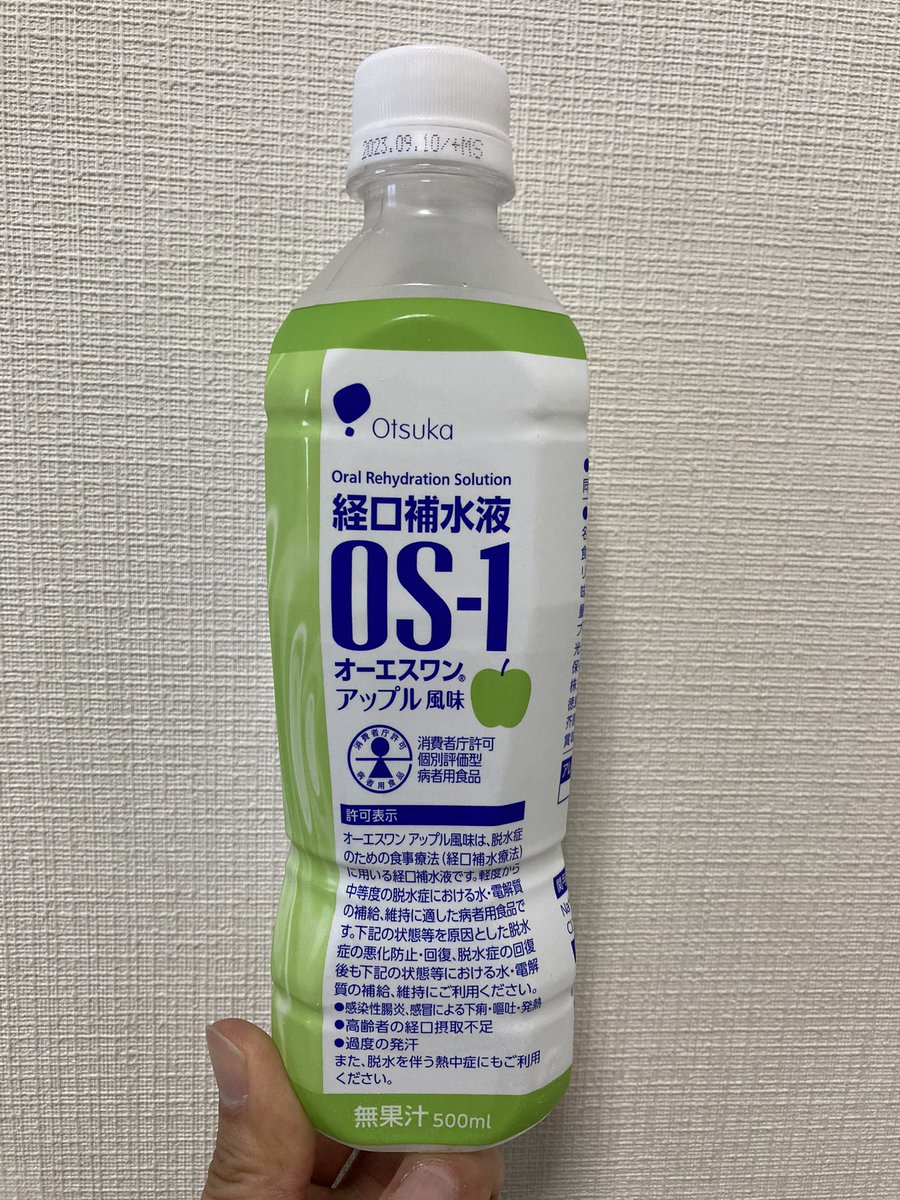 2023.09.10/+MS
Otsuka
Oral Rehydration Solution
経口補水液
OS-1
オーエスワン®
アップル風味
消費者庁許可
病者用食品
消費者庁許可
個別評価型
病者用食品
許可表示
オーエスワン アップル風味は、脱水症
のための食事療法(経口補水療法)
に用いる経口補水液です。軽度から
中等度の脱水症における水・電解質
の補給、維持に適した病者用食品で
す。下記の状態等を原因とした脱水
症の悪化防止・回復、脱水症の回復
後も下記の状態等における水・電解
質の補給、維持にご利用ください。
●感染性腸炎、感冒による下痢・嘔吐・発熱
●高齢者の経口摂取不足
●過度の発汗
また、脱水を伴う熱中症にもご利用
ください。
無果汁 500ml